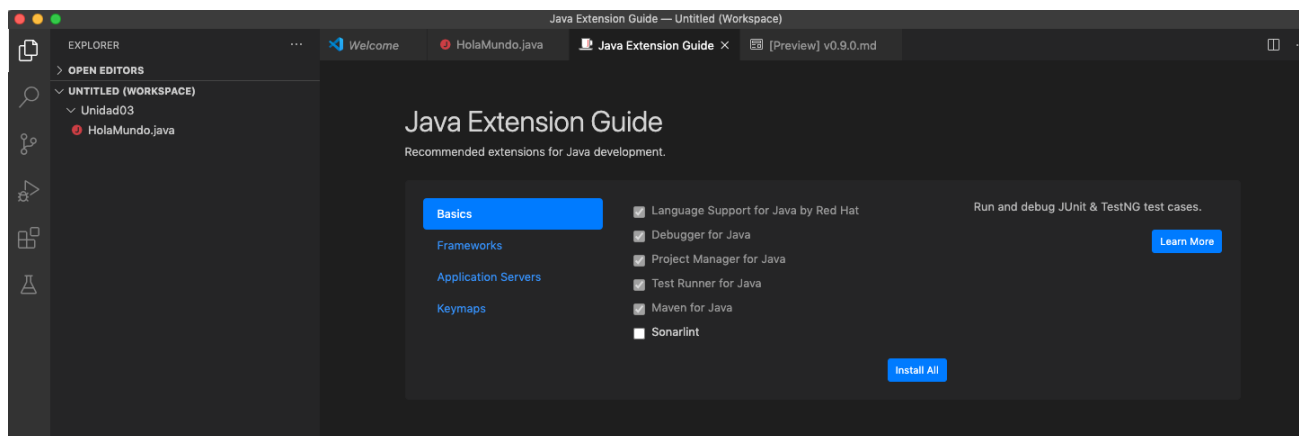 Java Extension Guide — Untitled (Workspace)
EXPLORER
Welcome
HolaMundo.java
Java Extension Guide
[Preview] v0.9.0.md
OPEN EDITORS
UNTITLED (WORKSPACE)
Unidad03
HolaMundo.java
Java Extension Guide
Recommended extensions for Java development.
Basics
Frameworks
Application Servers
Keymaps
Language Support for Java by Red Hat
Debugger for Java
Project Manager for Java
Test Runner for Java
Maven for Java
Sonarlint
Install All
Run and debug JUnit & TestNG test cases.
Learn More